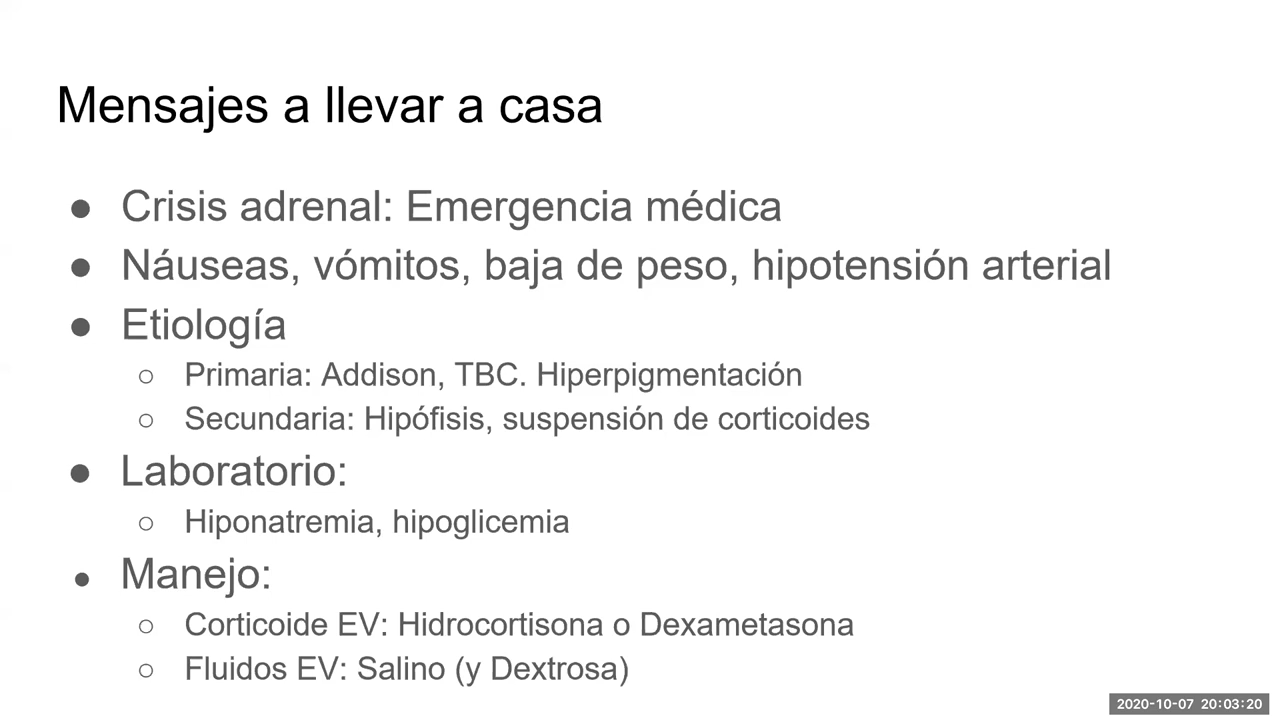 Mensajes a llevar a casa
● Crisis adrenal: Emergencia médica
● Náuseas, vómitos, baja de peso, hipotensión arterial
● Etiología
○ Primaria: Addison, TBC. Hiperpigmentación
○ Secundaria: Hipófisis, suspensión de corticoides
● Laboratorio:
○ Hiponatremia, hipoglicemia
● Manejo:
○ Corticoide EV: Hidrocortisona o Dexametasona
○ Fluidos EV: Salino (y Dextrosa)
2020-10-07 20:03:20